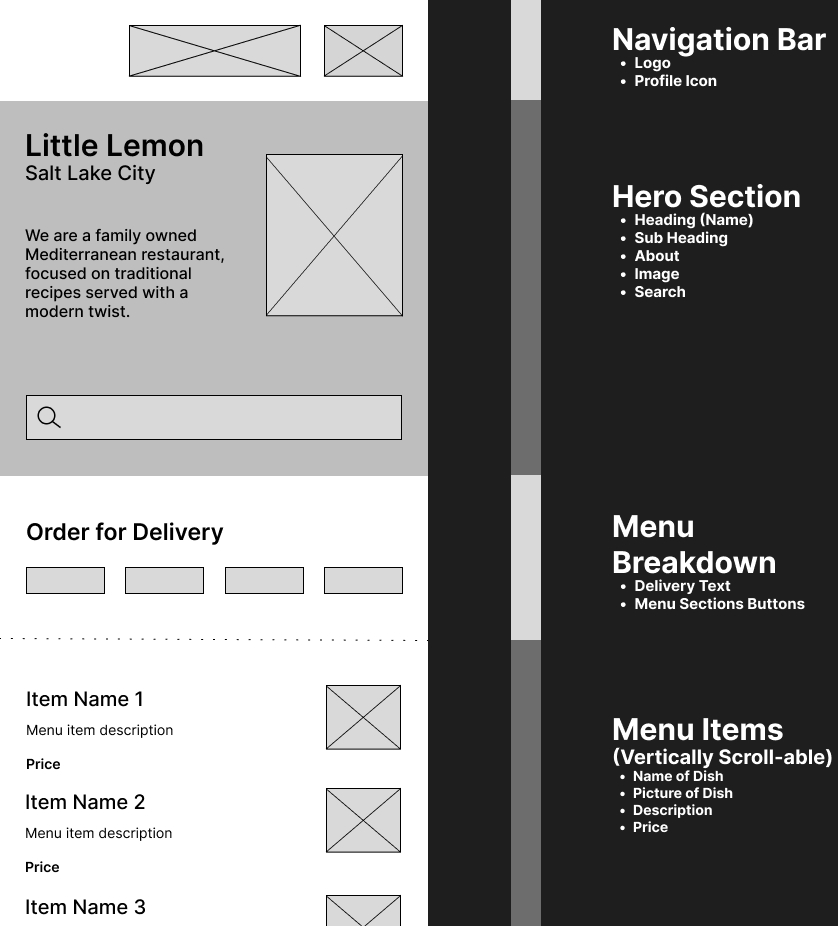 Little Lemon
Salt Lake City
We are a family owned
Mediterranean restaurant,
focused on traditional
recipes served with a
modern twist.
Order for Delivery
Item Name 1
Menu item description
Price
Item Name 2
Menu item description
Price
Item Name 3
Navigation Bar
• Logo
• Profile Icon
Hero Section
• Heading (Name)
• Sub Heading
• About
• Image
• Search
Menu
Breakdown
• Delivery Text
• Menu Sections Buttons
Menu Items
(Vertically Scroll-able)
• Name of Dish
• Picture of Dish
• Description
• Price